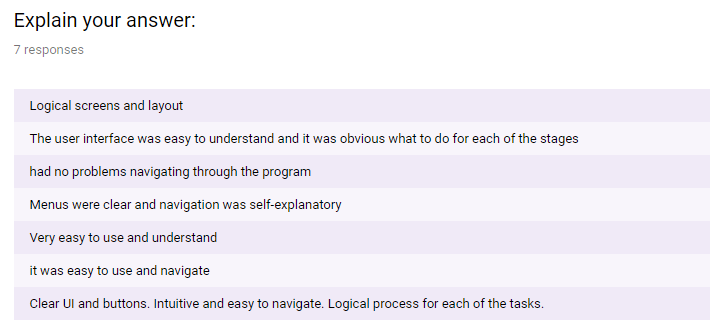 Explain your answer:
7 responses
Logical screens and layout
The user interface was easy to understand and it was obvious what to do for each of the stages
had no problems navigating through the program
Menus were clear and navigation was self-explanatory
Very easy to use and understand
it was easy to use and navigate
Clear UI and buttons. Intuitive and easy to navigate. Logical process for each of the tasks.